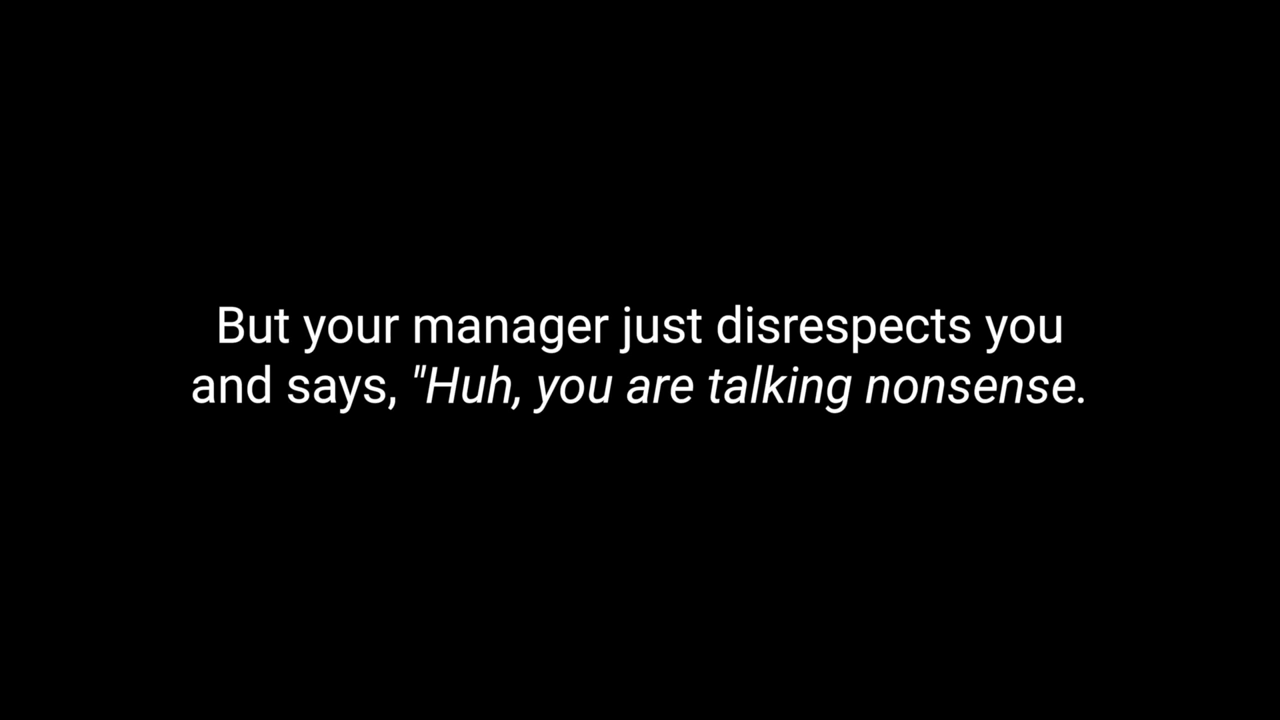 But your manager just disrespects you
and says, "Huh, you are talking nonsense.